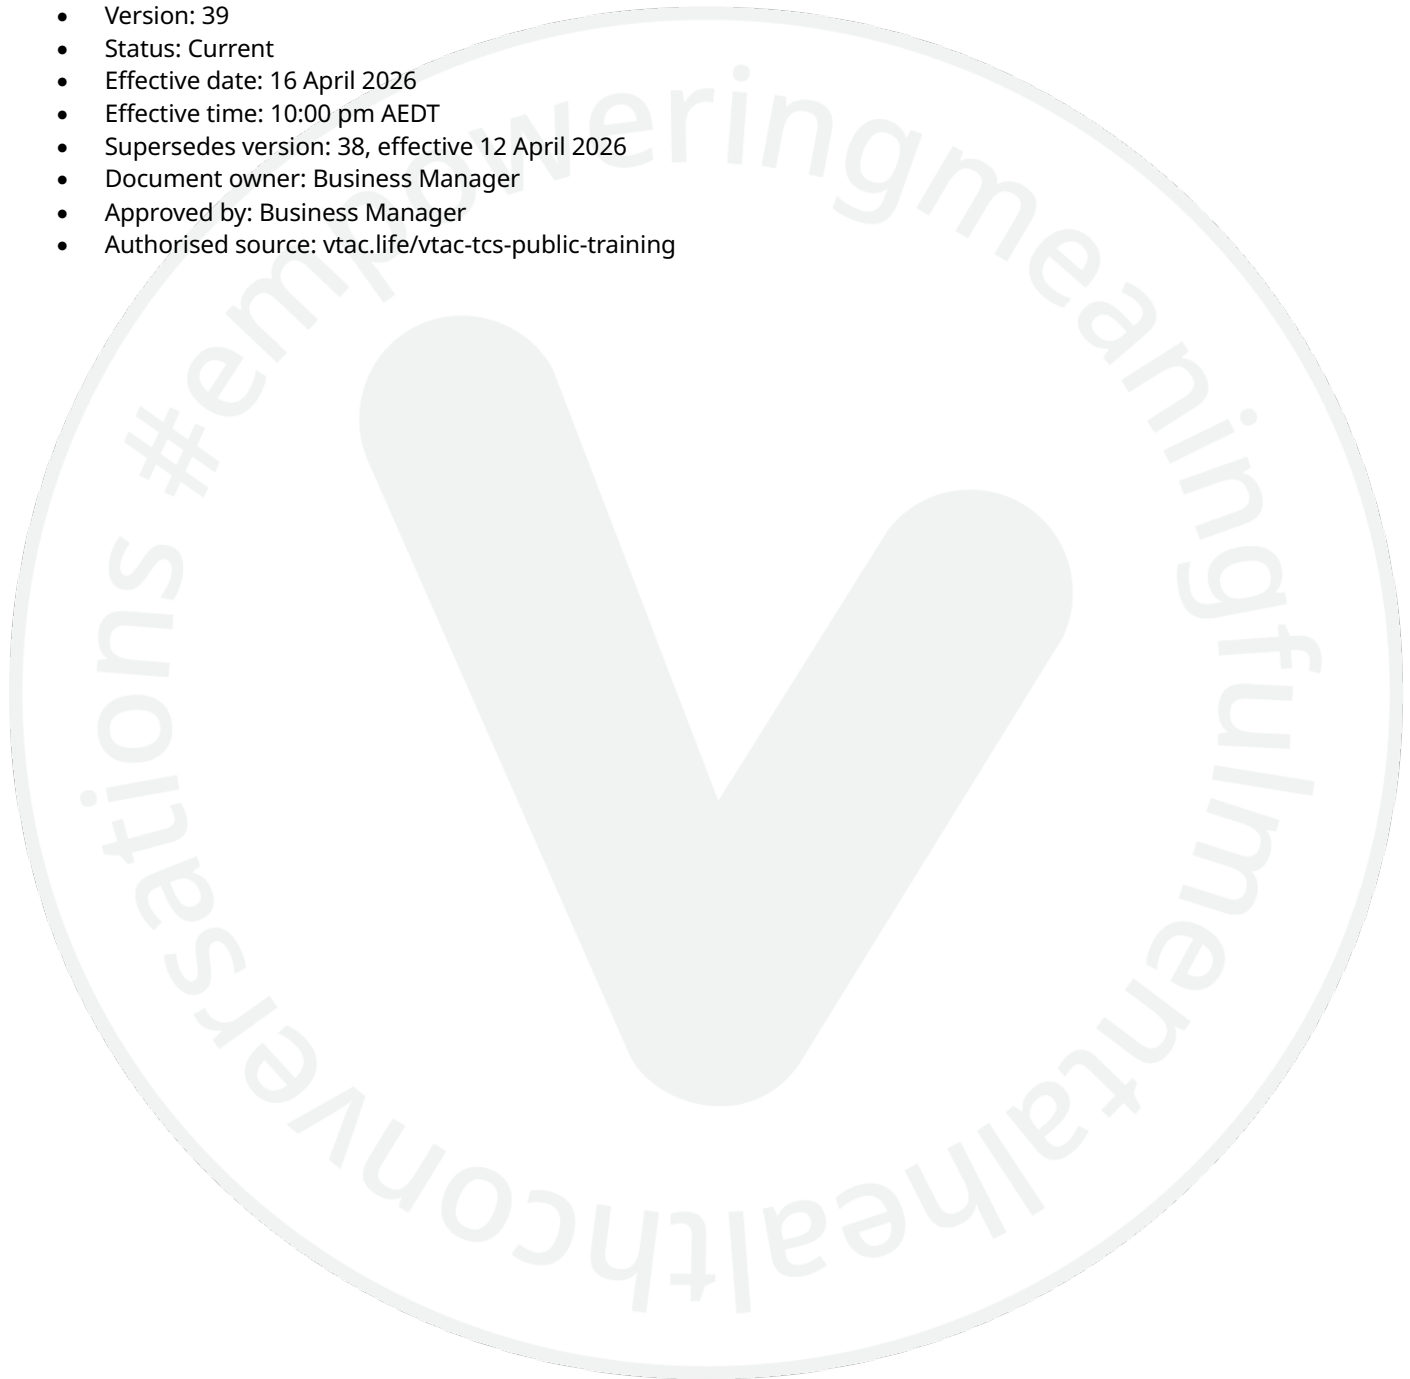 • Version: 39
• Status: Current
• Effective date: 16 April 2026
• Effective time: 10:00 pm AEDT
• Supersedes version: 38, effective 12 April 2026
• Document owner: Business Manager
• Approved by: Business Manager
• Authorised source: vtac.life/vtac-tcs-public-training
#empoweringmeaningfulmentalhealthconversations